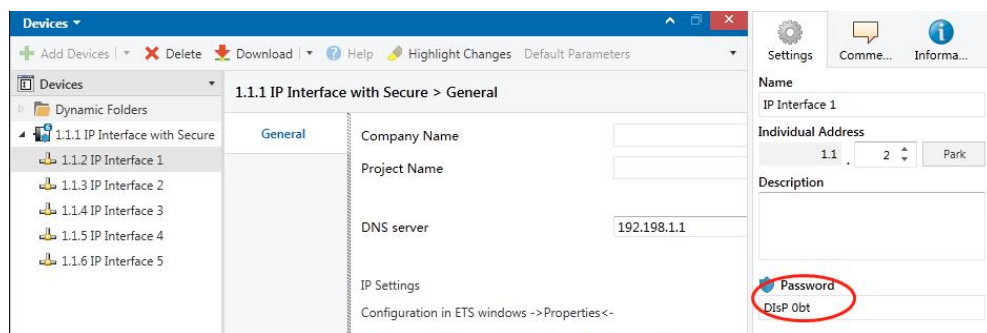 Devices
Add Devices Delete Download Help Highlight Changes Default Parameters
Devices
Dynamic Folders
1.1.1 IP Interface with Secure
1.1.2 IP Interface 1
1.1.3 IP Interface 2
1.1.4 IP Interface 3
1.1.5 IP Interface 4
1.1.6 IP Interface 5
1.1.1 IP Interface with Secure > General
General
Company Name
Project Name
DNS server 192.198.1.1
IP Settings
Configuration in ETS windows ->Properties<-
Settings Comme... Informa...
Name
IP Interface 1
Individual Address
1.1 . 2 Park
Description
Password
DIsP 0bt